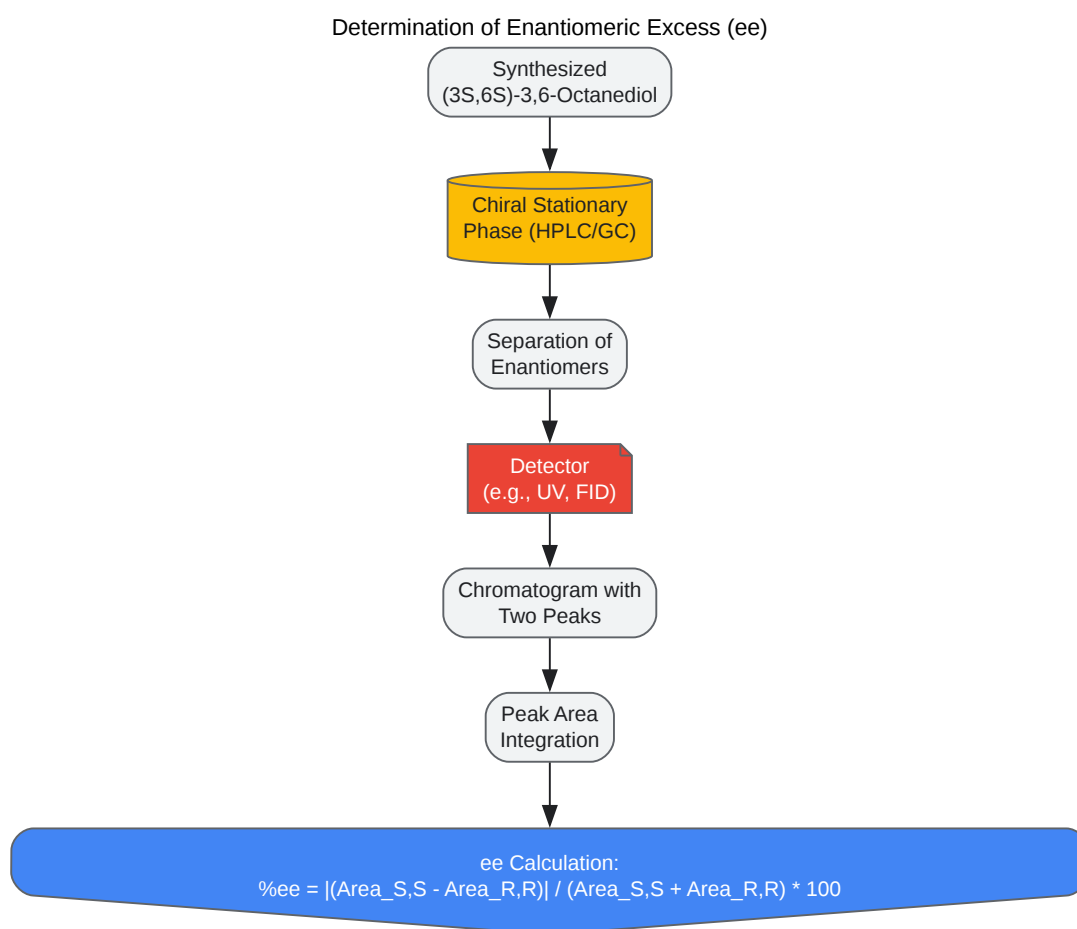 Determination of Enantiomeric Excess (ee)
Synthesized
(3S,6S)-3,6-Octanediol
Chiral Stationary
Phase (HPLC/GC)
Separation of
Enantiomers
Detector
(e.g., UV, FID)
Chromatogram with
Two Peaks
Peak Area
Integration
ee Calculation:
%ee = |(Area_S,S - Area_R,R)| / (Area_S,S + Area_R,R) * 100